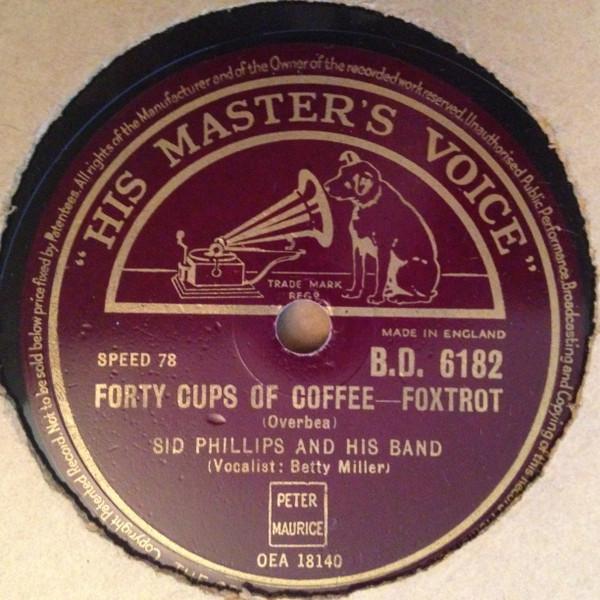 Copyright Patented Record. Not to be sold below price fixed by Patentees. All rights of the Manufacturer and of the Owner of the recorded work reserved. Unauthorised Public Performance, Broadcasting and Copying of this Record
"HIS MASTER'S VOICE"
TRADE MARK
REGD
MADE IN ENGLAND
SPEED 78
B.D. 6182
FORTY CUPS OF COFFEE—FOXTROT
(Overbea)
SID PHILLIPS AND HIS BAND
(Vocalist: Betty Miller)
PETER
MAURICE
OEA 18140